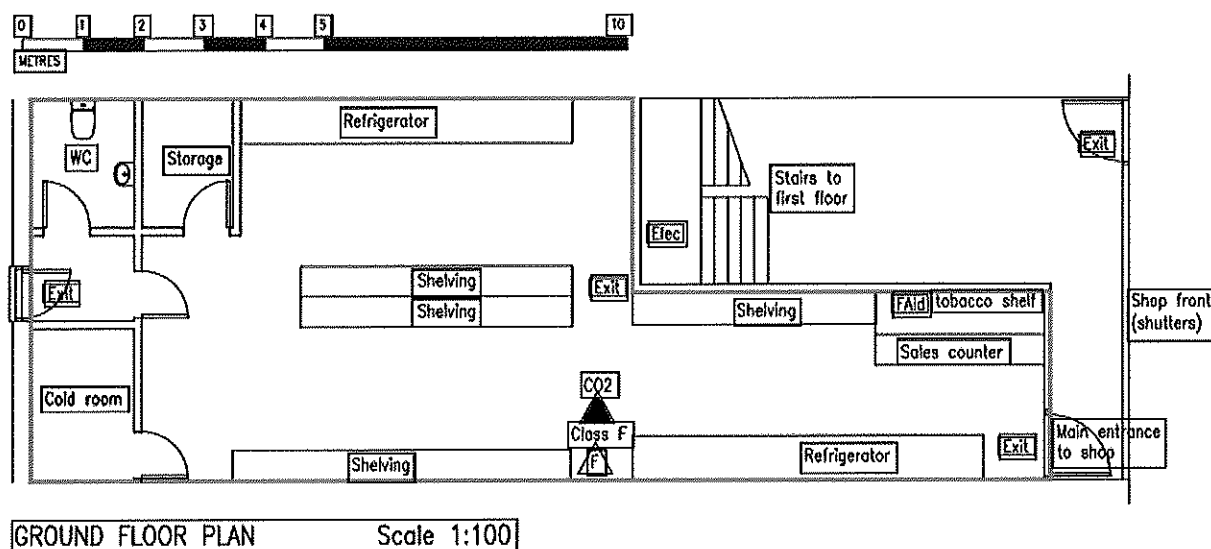 0 1 2 3 4 5 10
METRES
Refrigerator
WC
Storage
Exit
Stairs to
first floor
Elec
Exit
Shelving
Shelving
Exit
Shelving
FAid
tobacco shelf
Sales counter
Shop front
(shutters)
Cold room
CO2
Class F
F
Shelving
Refrigerator
Exit
Main entrance
to shop
GROUND FLOOR PLAN Scale 1:100